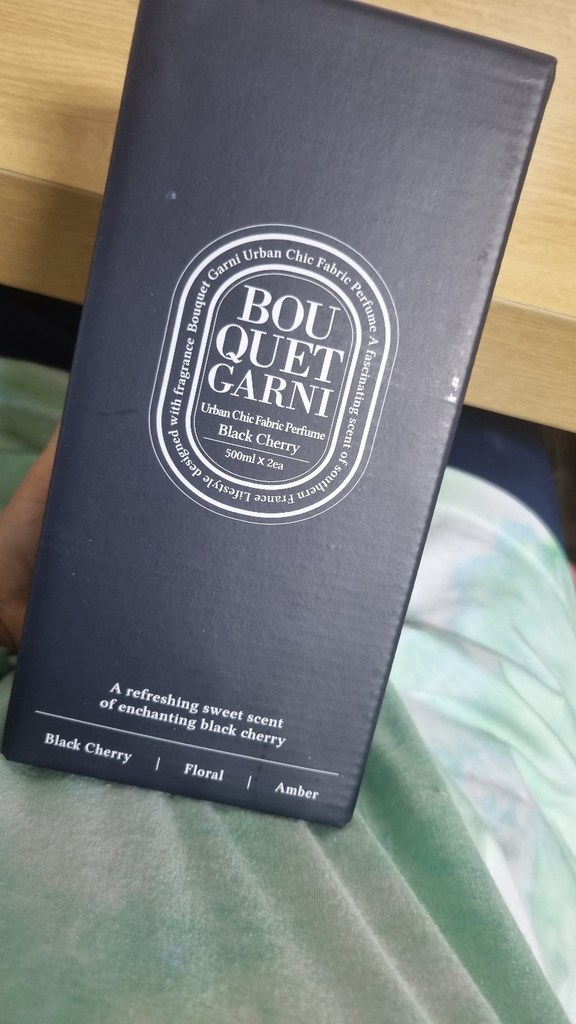 Bouquet Garni Urban Chic Fabric Perfume A fascinating scent of southern France Lifestyle designed with fragrance
BOU
QUET
GARNI
Urban Chic Fabric Perfume
Black Cherry
500ml x 2ea
A refreshing sweet scent
of enchanting black cherry
Black Cherry | Floral | Amber